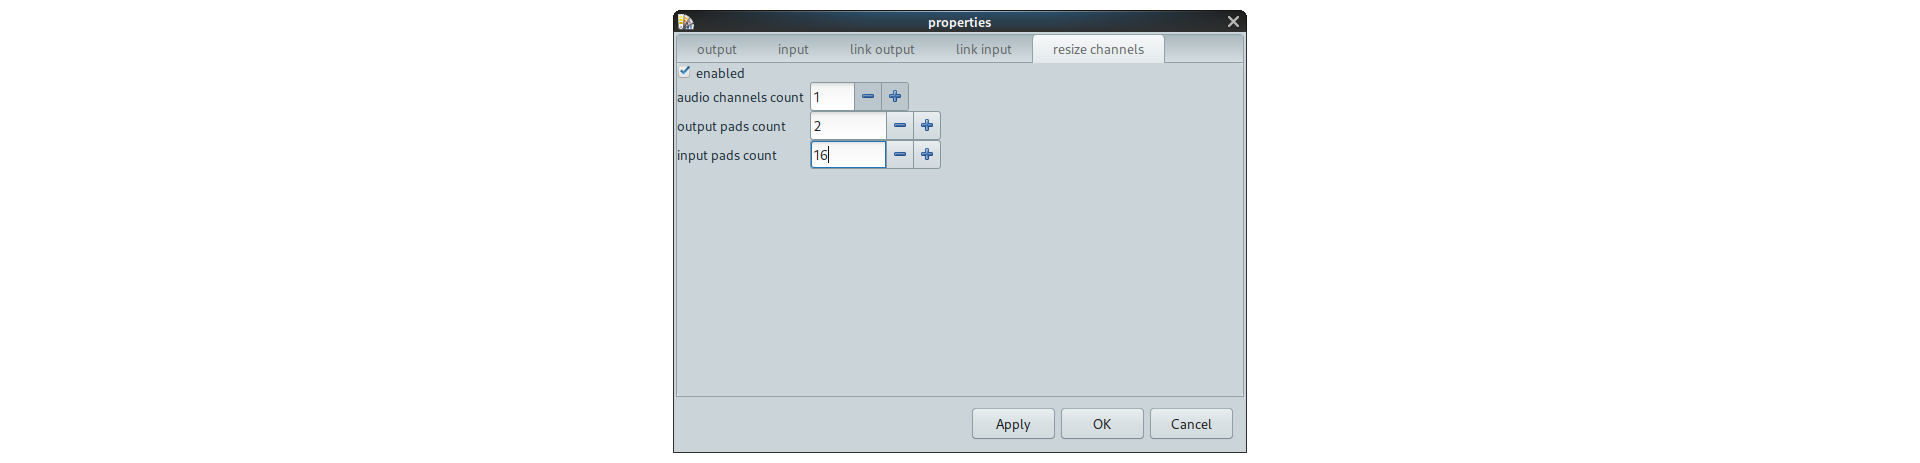 properties
output input link output link input resize channels
enabled
audio channels count 1
output pads count 2
input pads count 16
Apply OK Cancel